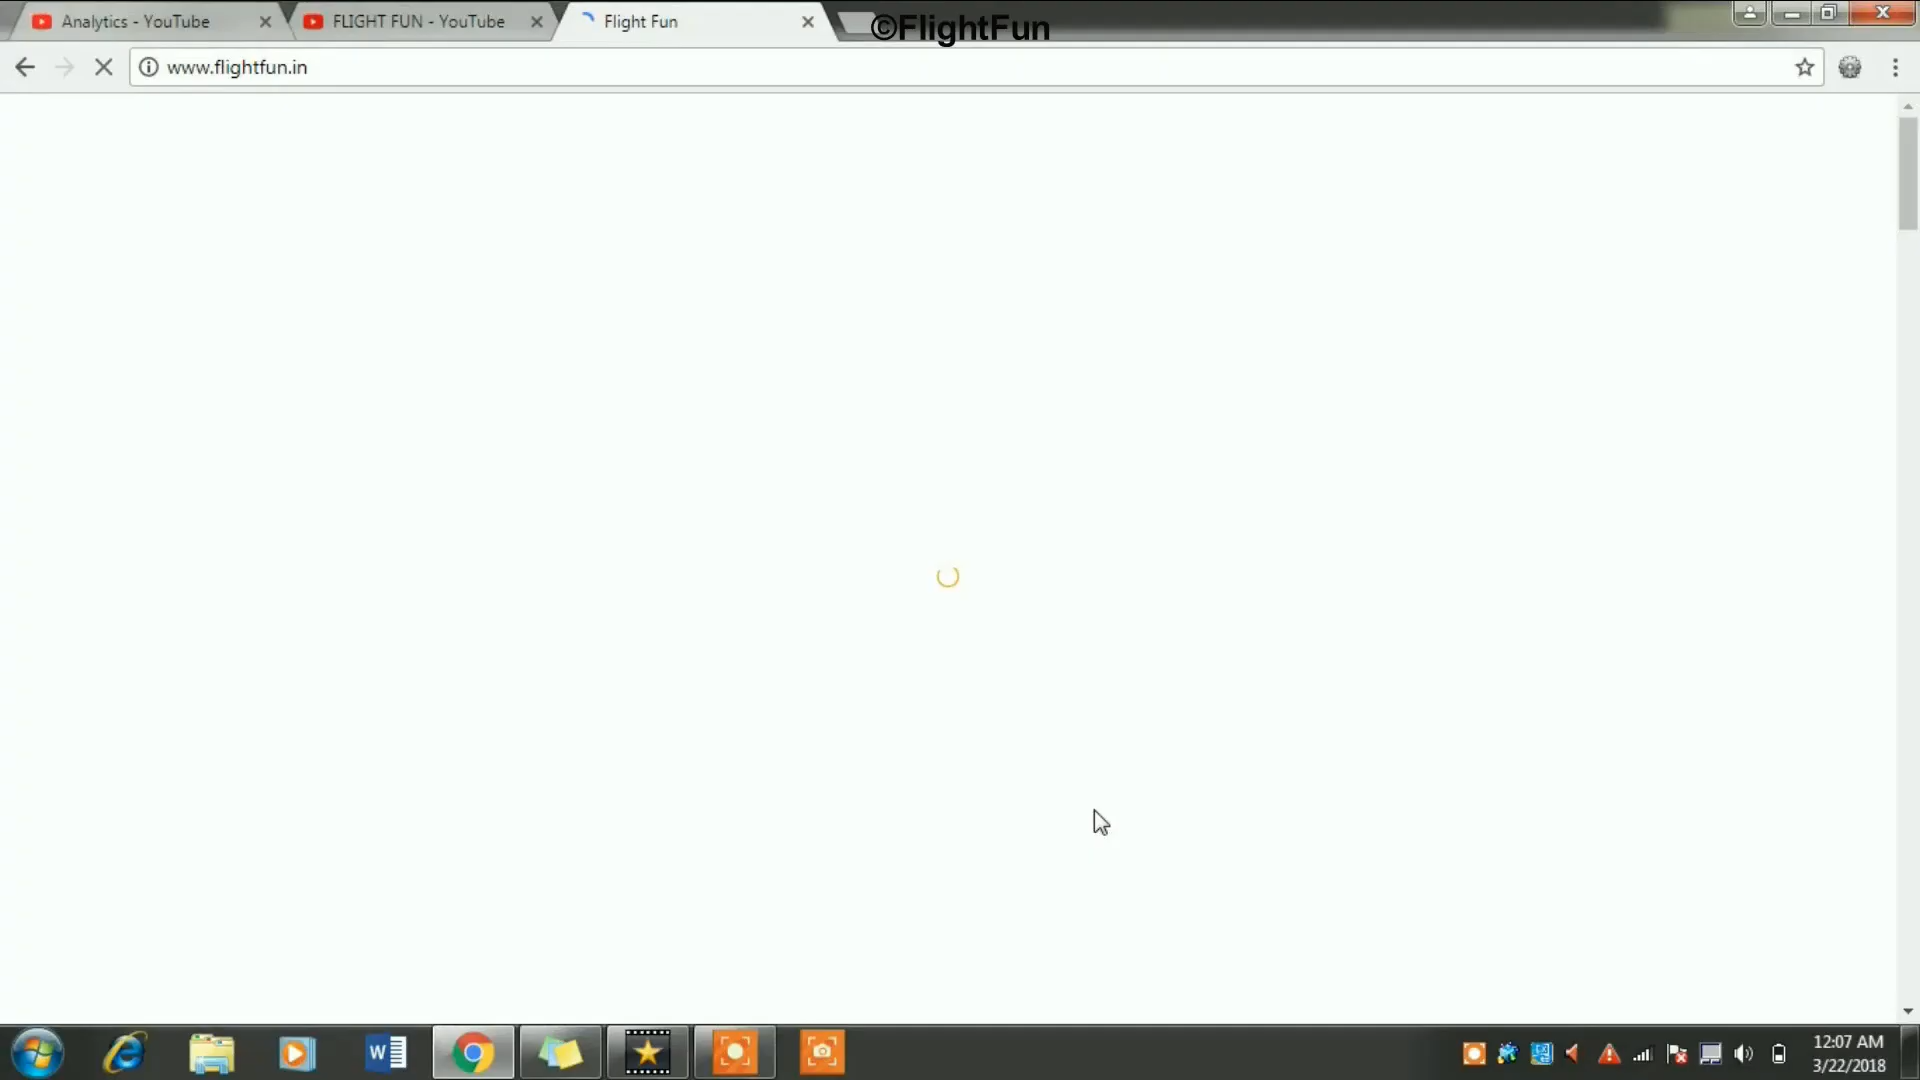 Analytics - YouTube
FLIGHT FUN - YouTube
Flight Fun
©FlightFun
www.flightfun.in
W
12:07 AM
3/22/2018